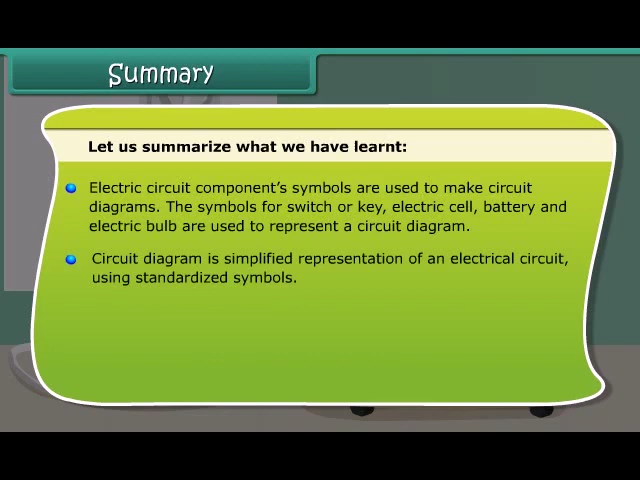 Summary
Let us summarize what we have learnt:
Electric circuit component's symbols are used to make circuit
diagrams. The symbols for switch or key, electric cell, battery and
electric bulb are used to represent a circuit diagram.
Circuit diagram is simplified representation of an electrical circuit,
using standardized symbols.